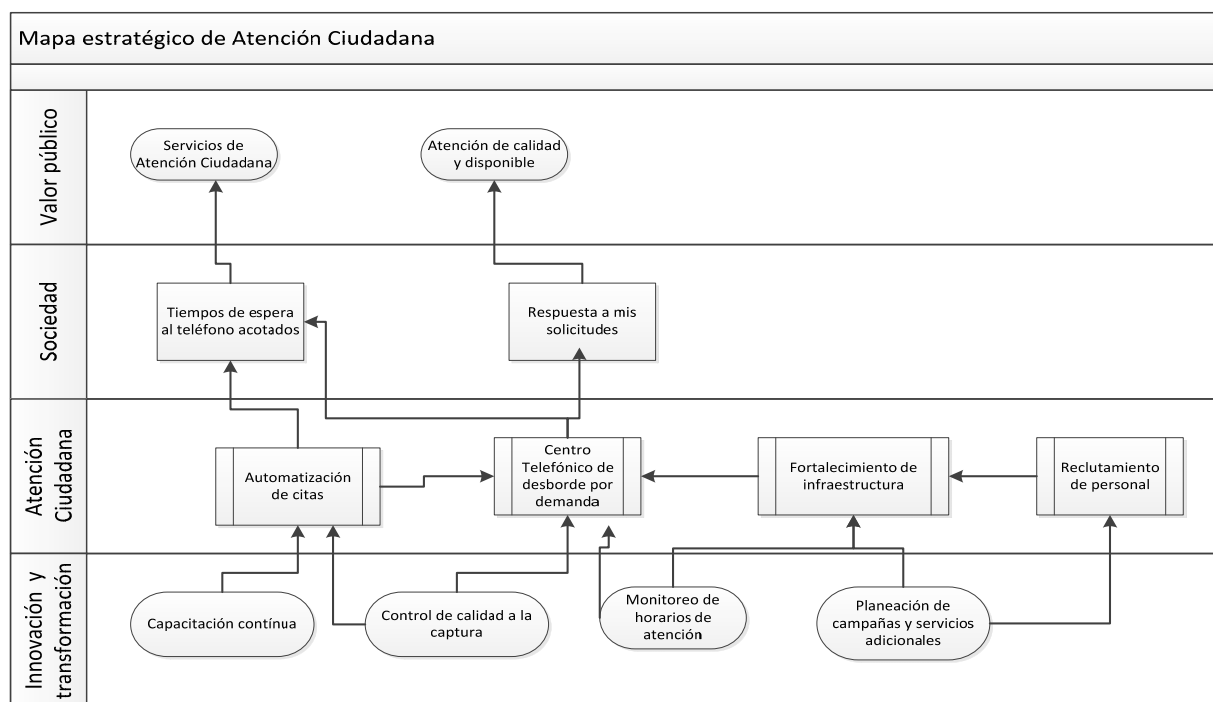 Mapa estratégico de Atención Ciudadana
Valor público
Servicios de
Atención Ciudadana
Atención de calidad
y disponible
Sociedad
Tiempos de espera
al teléfono acotados
Respuesta a mis
solicitudes
Atención
Ciudadana
Automatización
de citas
Centro
Telefónico de
desborde por
demanda
Fortalecimiento de
infraestructura
Reclutamiento
de personal
Innovación y
transformación
Capacitación contínua
Control de calidad a la
captura
Monitoreo de
horarios de
atención
Planeación de
campañas y servicios
adicionales